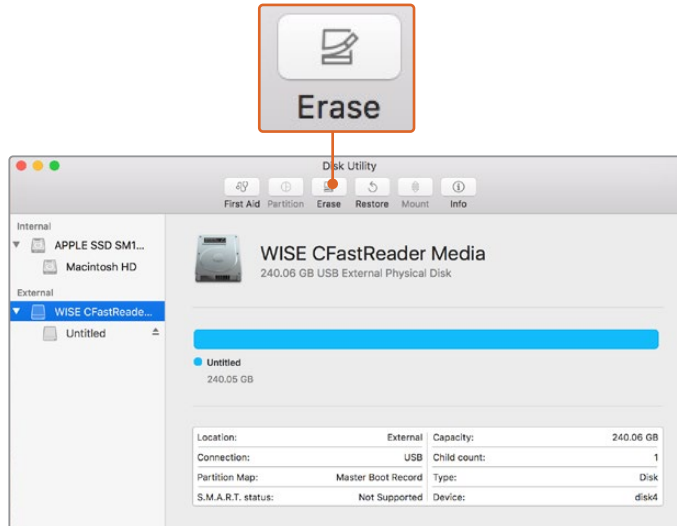 Erase
Disk Utility
First Aid Partition Erase Restore Mount Info
Internal
APPLE SSD SM1...
Macintosh HD
External
WISE CFastReade...
Untitled
WISE CFastReader Media
240.06 GB USB External Physical Disk
Untitled
240.05 GB
Location: External Capacity: 240.06 GB
Connection: USB Child count: 1
Partition Map: Master Boot Record Type: Disk
S.M.A.R.T. status: Not Supported Device: disk4